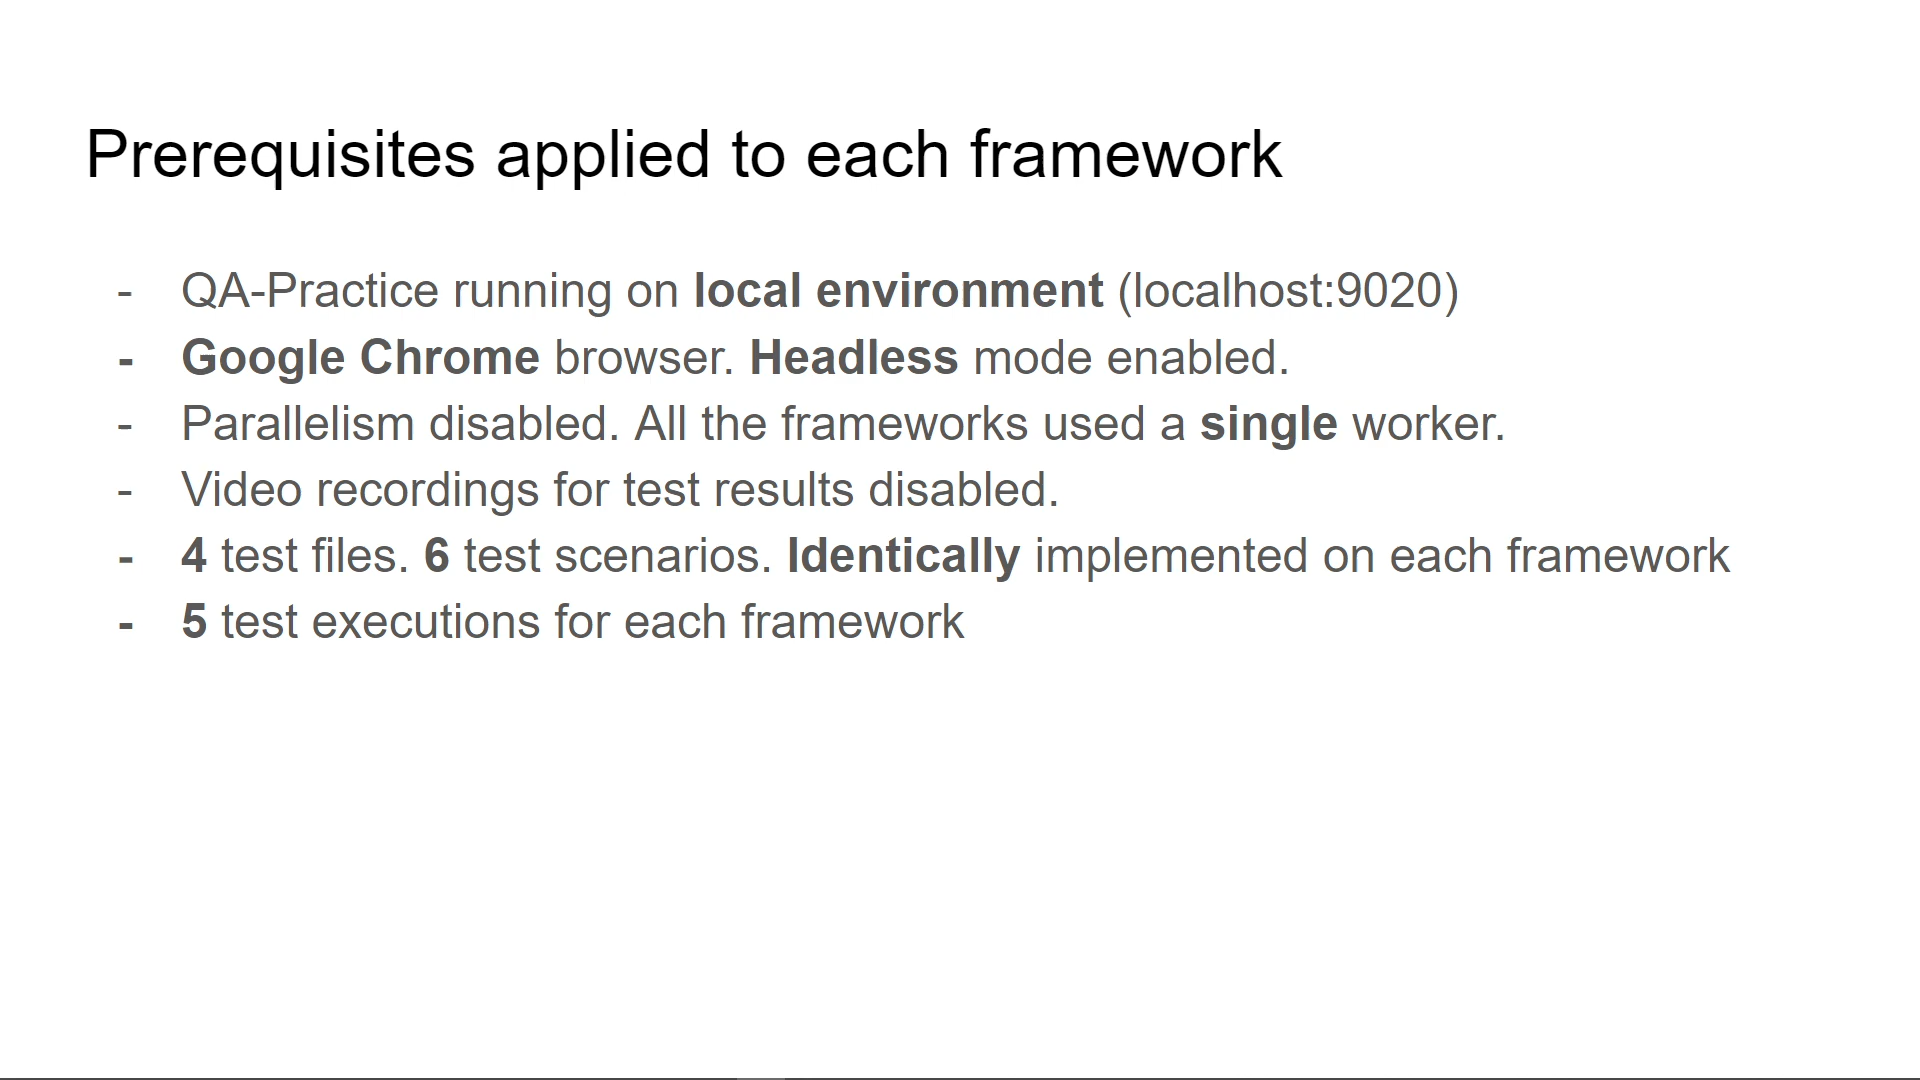 Prerequisites applied to each framework
- QA-Practice running on local environment (localhost:9020)
- Google Chrome browser. Headless mode enabled.
- Parallelism disabled. All the frameworks used a single worker.
- Video recordings for test results disabled.
- 4 test files. 6 test scenarios. Identically implemented on each framework
- 5 test executions for each framework